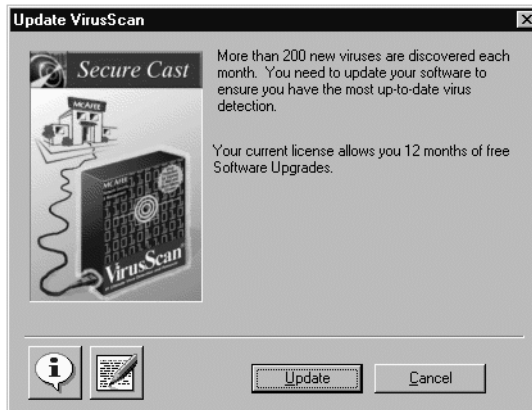 Update VirusScan
Secure Cast
More than 200 new viruses are discovered each
month. You need to update your software to
ensure you have the most up-to-date virus
detection.
Your current license allows you 12 months of free
Software Upgrades.
MCAFEE
MCAFEE
VirusScan
Update
Cancel